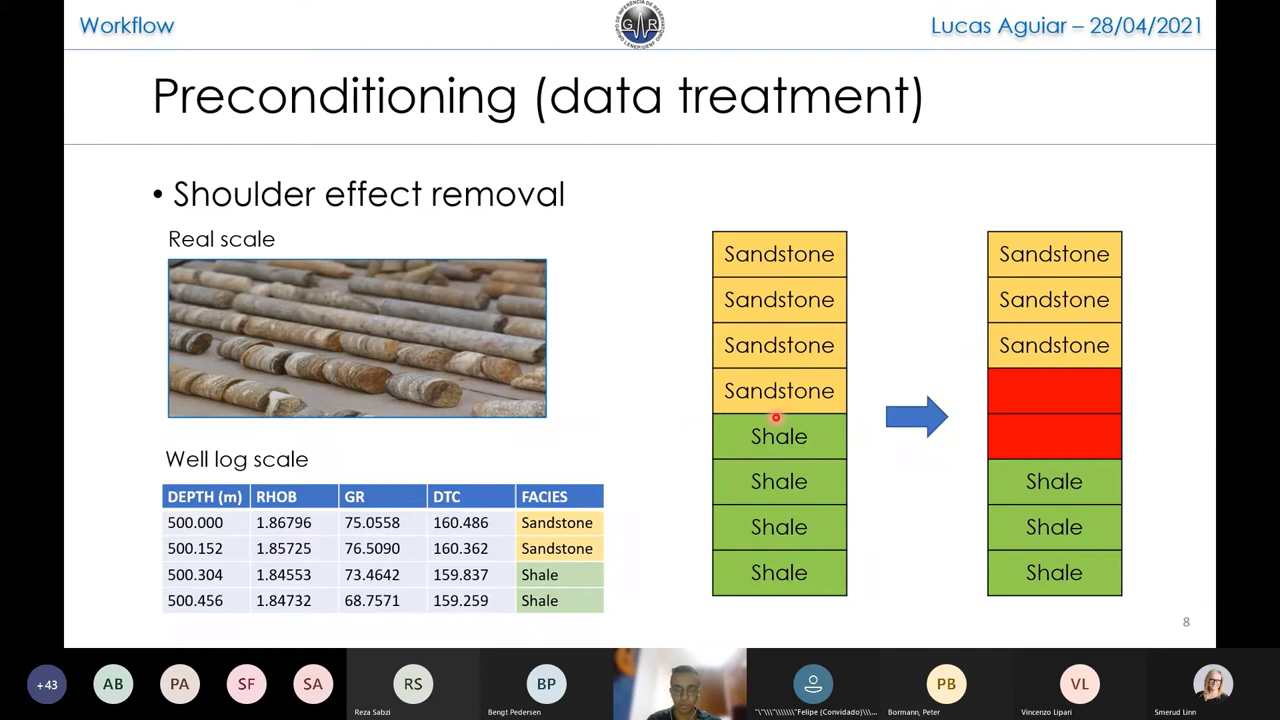 Workflow
GIR
Lucas Aguiar – 28/04/2021
Preconditioning (data treatment)
• Shoulder effect removal
Real scale
Well log scale
DEPTH (m) RHOB GR DTC FACIES
500.000 1.86796 75.0558 160.486 Sandstone
500.152 1.85725 76.5090 160.362 Sandstone
500.304 1.84553 73.4642 159.837 Shale
500.456 1.84732 68.7571 159.259 Shale
Sandstone
Sandstone
Sandstone
Sandstone
Shale
Shale
Shale
Shale
Sandstone
Sandstone
Sandstone
Shale
Shale
Shale
8
+43
AB
PA
SF
SA
RS
Reza Sabzi
BP
Bengt Pedersen
"\"\\"\\\\\\\"Felipe (Convidado)\\\,...
PB
Bormann, Peter
VL
Vincenzo Lipari
Smerud Linn